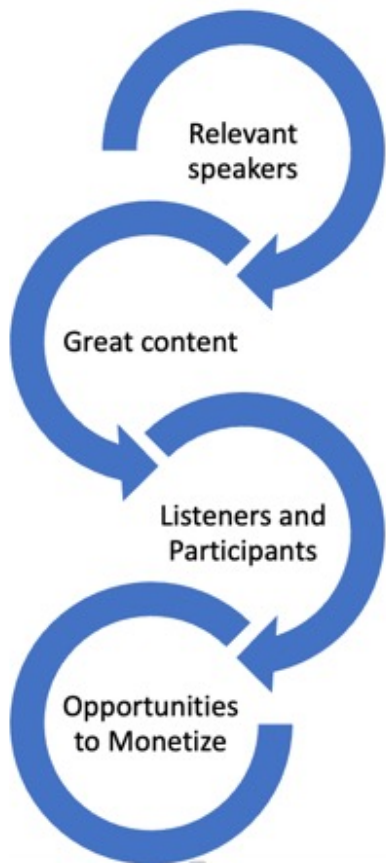 Relevant
speakers
Great content
Listeners and
Participants
Opportunities
to Monetize